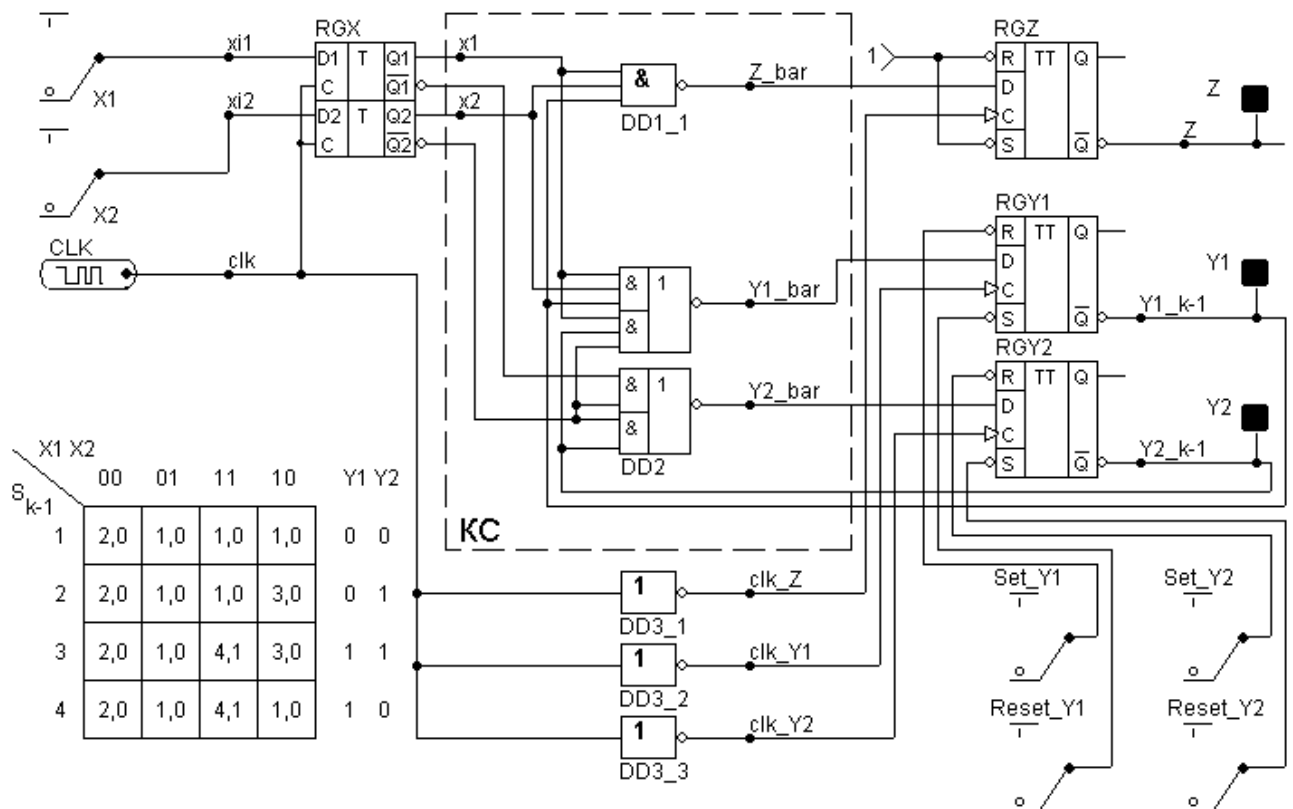 RGX
xi1
D1 T Q1
x1
C Q̅1̅
X1
xi2
D2 T Q2
x2
C Q̅2̅
X2
CLK
clk
&
DD1_1
Z_bar
& 1
&
Y1_bar
& 1
&
DD2
Y2_bar
КС
RGZ
1
R TT Q
D
C
S Q̅
Z
Z
RGY1
R TT Q
D
C
S Q̅
Y1
Y1_k-1
RGY2
R TT Q
D
C
S Q̅
Y2
Y2_k-1
1
DD3_1
clk_Z
1
DD3_2
clk_Y1
1
DD3_3
clk_Y2
Set_Y1
Set_Y2
Reset_Y1
Reset_Y2
X1 X2
S k-1
00 01 11 10 Y1 Y2
1 2,0 1,0 1,0 1,0 0 0
2 2,0 1,0 1,0 3,0 0 1
3 2,0 1,0 4,1 3,0 1 1
4 2,0 1,0 4,1 1,0 1 0